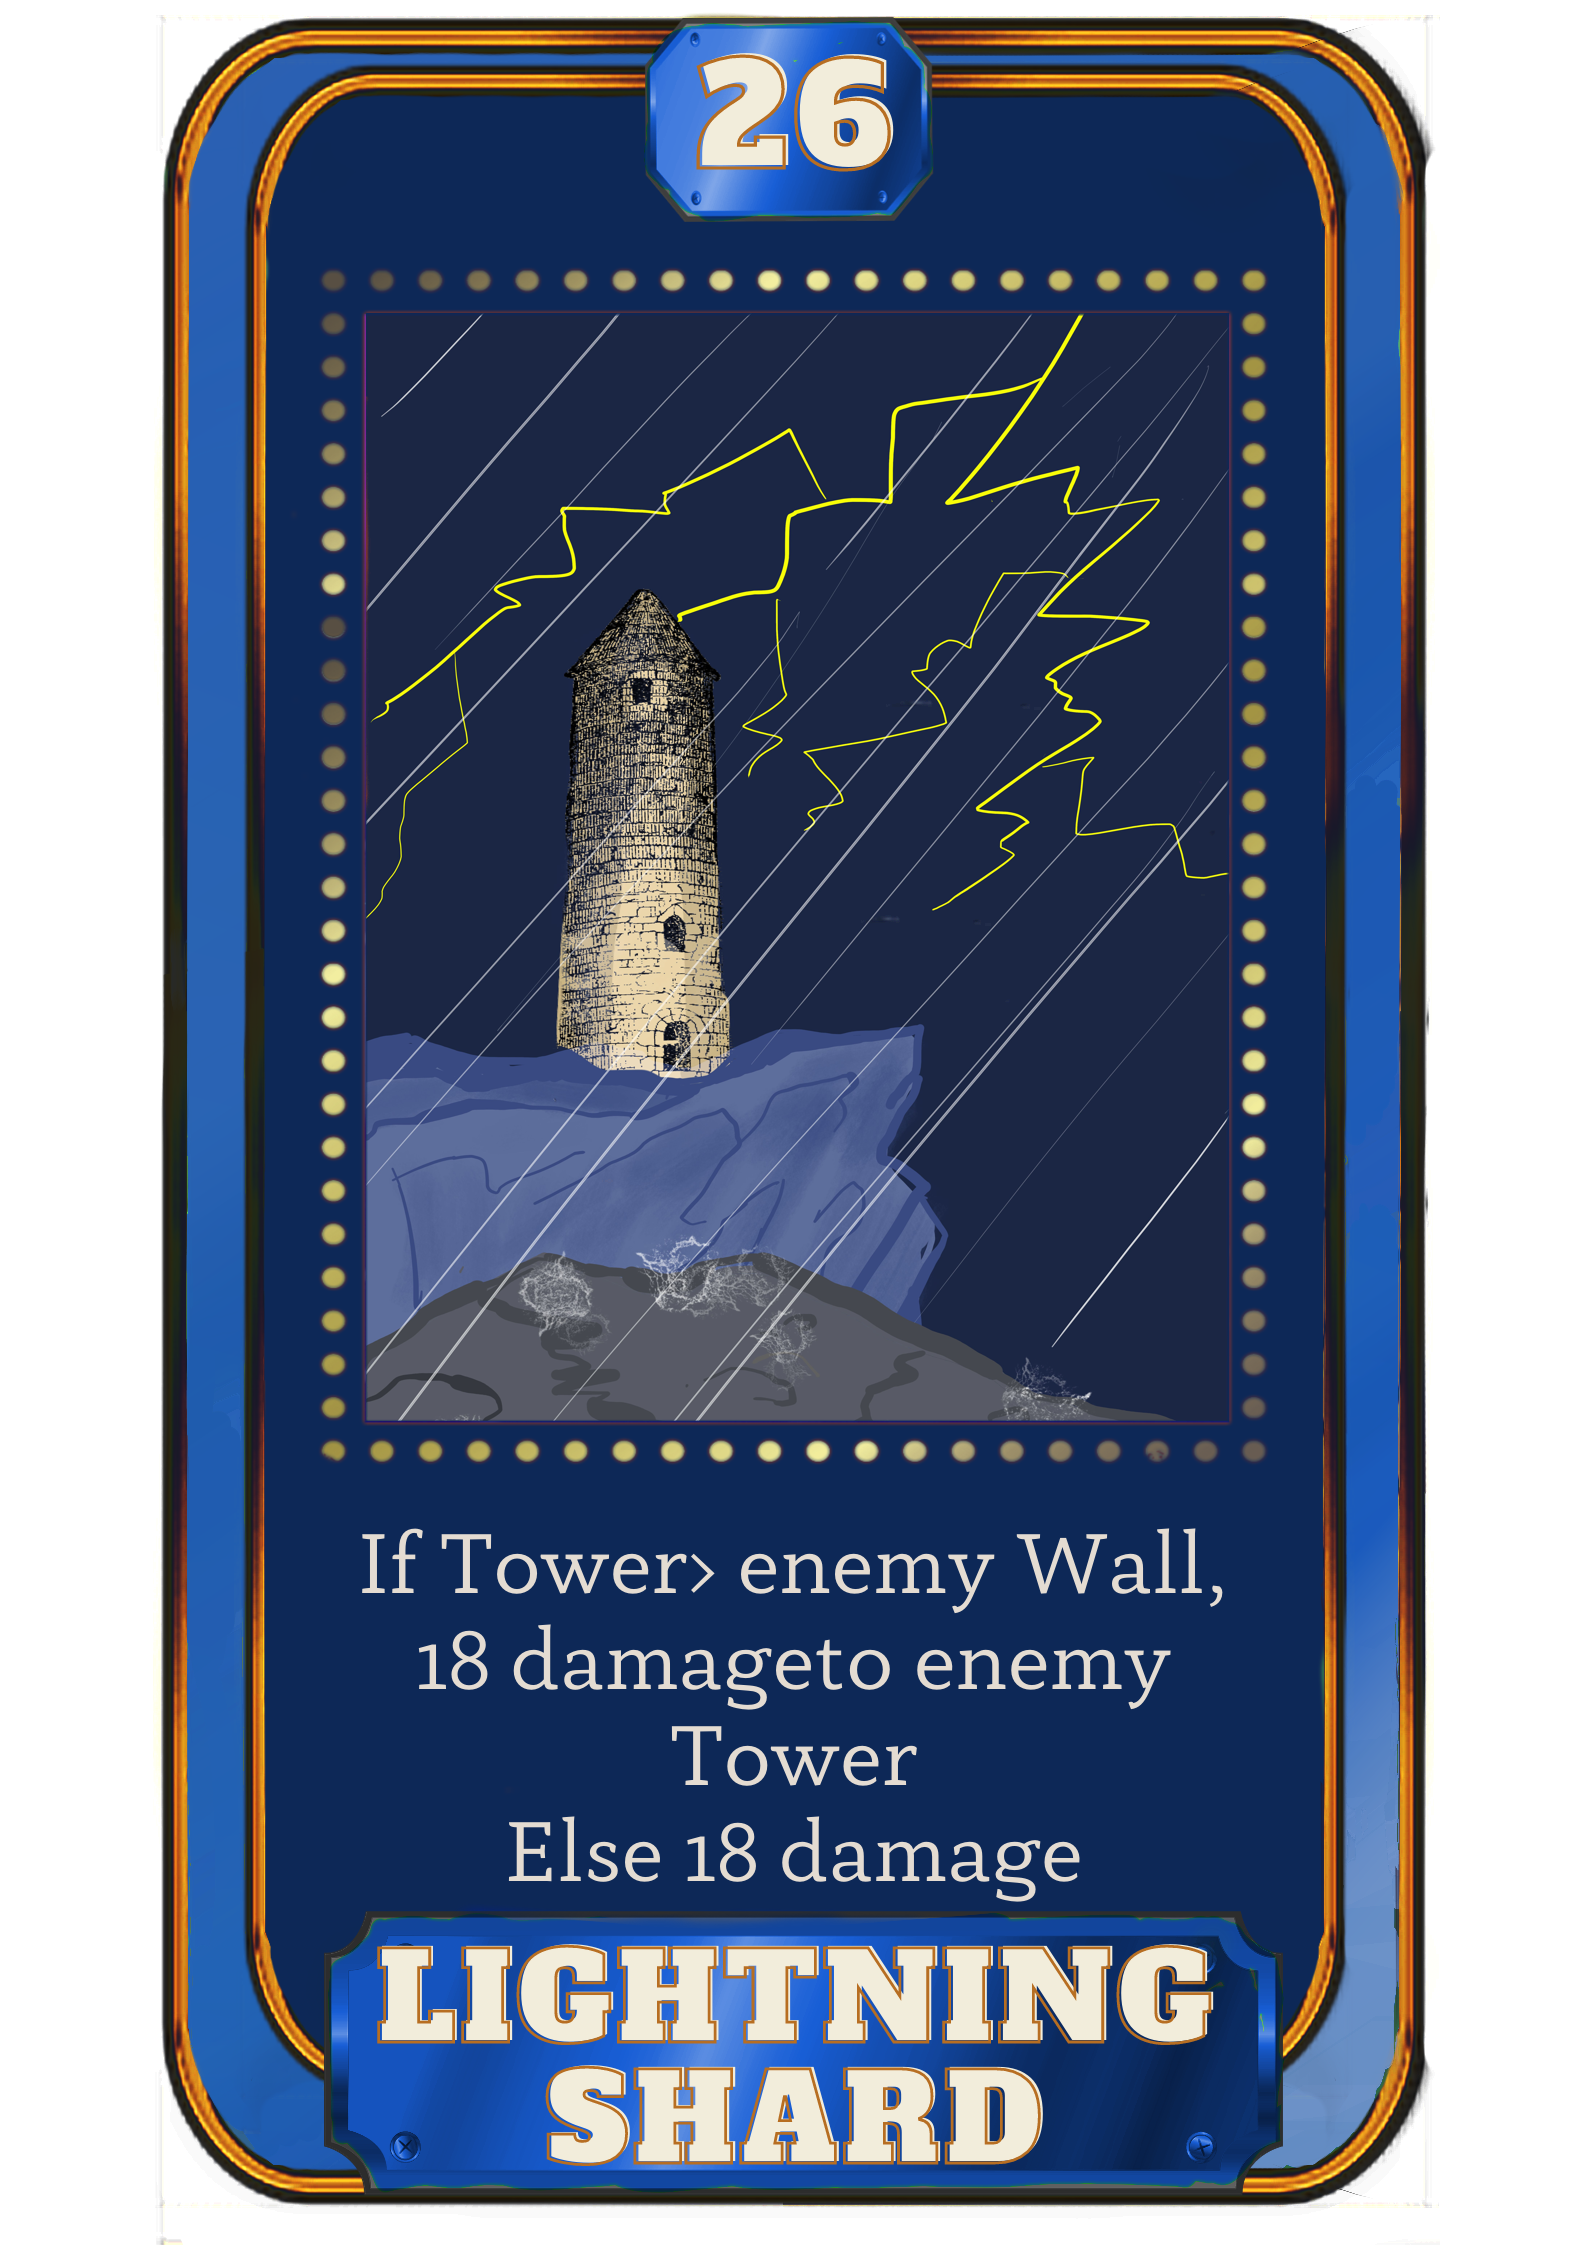 26
If Tower> enemy Wall,
18 damageto enemy
Tower
Else 18 damage
LIGHTNING
SHARD